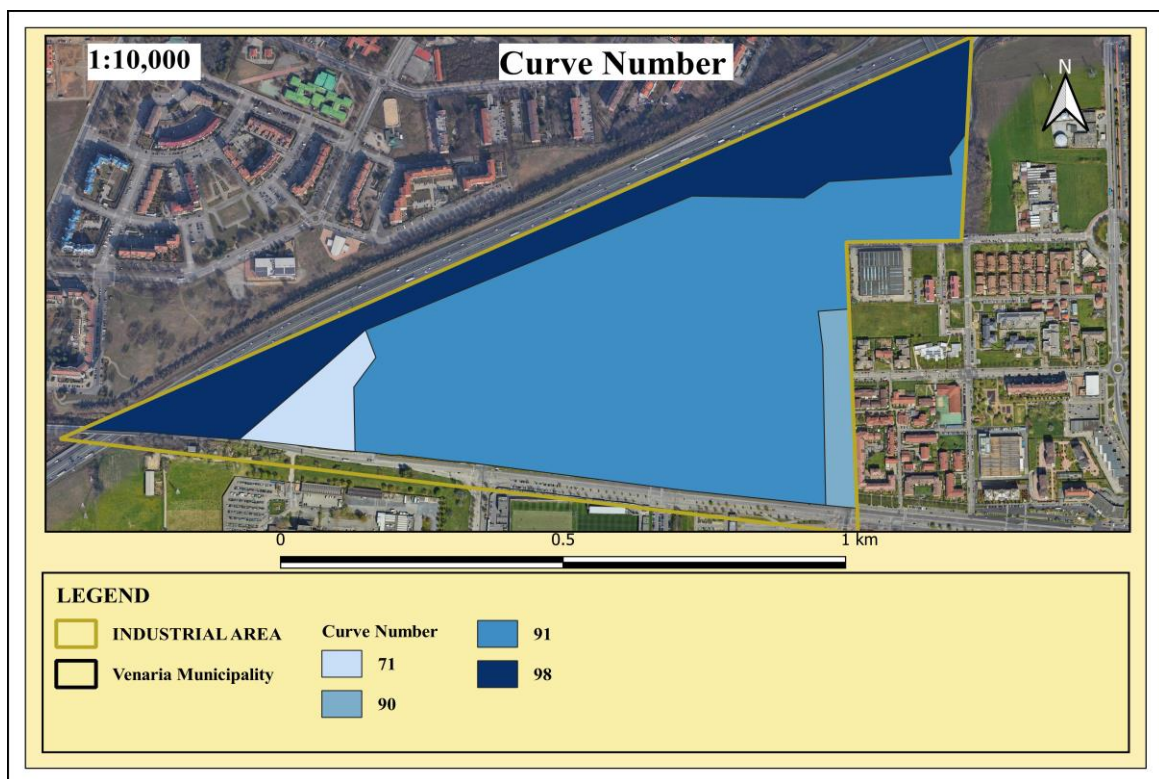 1:10,000
Curve Number
N
0 0.5 1 km
LEGEND
INDUSTRIAL AREA
Venaria Municipality
Curve Number
71
90
91
98